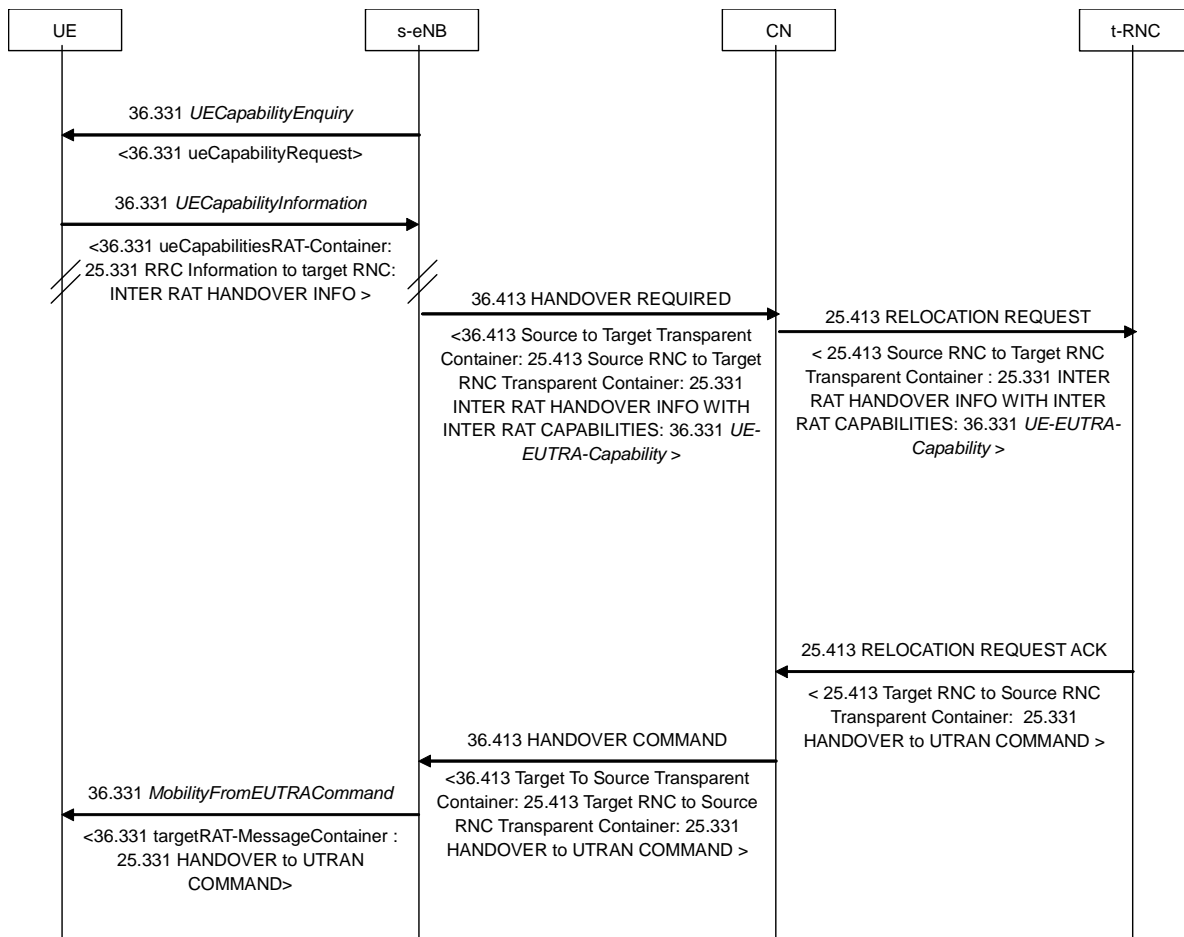 UE
s-eNB
CN
t-RNC
36.331 UECapabilityEnquiry
<36.331 ueCapabilityRequest>
36.331 UECapabilityInformation
<36.331 ueCapabilitiesRAT-Container:
25.331 RRC Information to target RNC:
INTER RAT HANDOVER INFO >
36.413 HANDOVER REQUIRED
<36.413 Source to Target Transparent
Container: 25.413 Source RNC to Target
RNC Transparent Container: 25.331
INTER RAT HANDOVER INFO WITH
INTER RAT CAPABILITIES: 36.331 UE-
EUTRA-Capability >
25.413 RELOCATION REQUEST
< 25.413 Source RNC to Target RNC
Transparent Container : 25.331 INTER
RAT HANDOVER INFO WITH INTER
RAT CAPABILITIES: 36.331 UE-EUTRA-
Capability >
25.413 RELOCATION REQUEST ACK
< 25.413 Target RNC to Source RNC
Transparent Container: 25.331
HANDOVER to UTRAN COMMAND >
36.413 HANDOVER COMMAND
<36.413 Target To Source Transparent
Container: 25.413 Target RNC to Source
RNC Transparent Container: 25.331
HANDOVER to UTRAN COMMAND >
36.331 MobilityFromEUTRACommand
<36.331 targetRAT-MessageContainer :
25.331 HANDOVER to UTRAN
COMMAND>